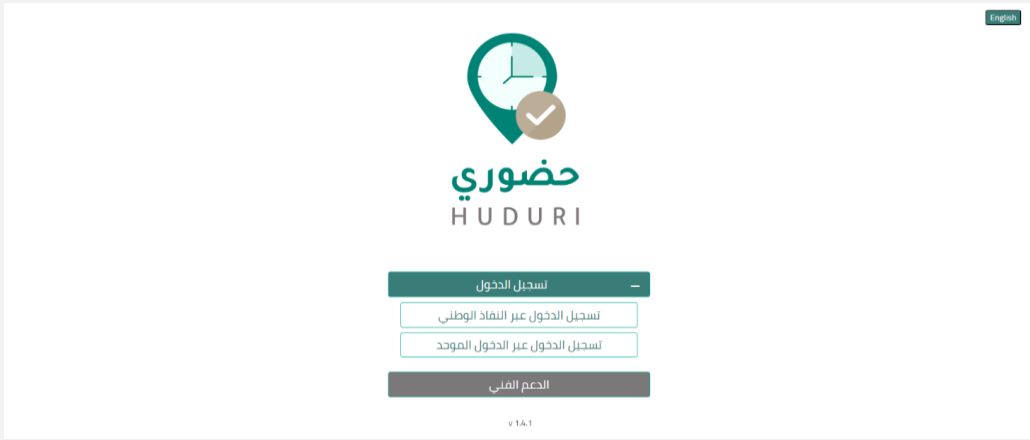 English
حضوري
HUDURI
تسجيل الدخول
تسجيل الدخول عبر النفاذ الوطني
تسجيل الدخول عبر الدخول الموحد
الدعم الفني
v 1.4.1